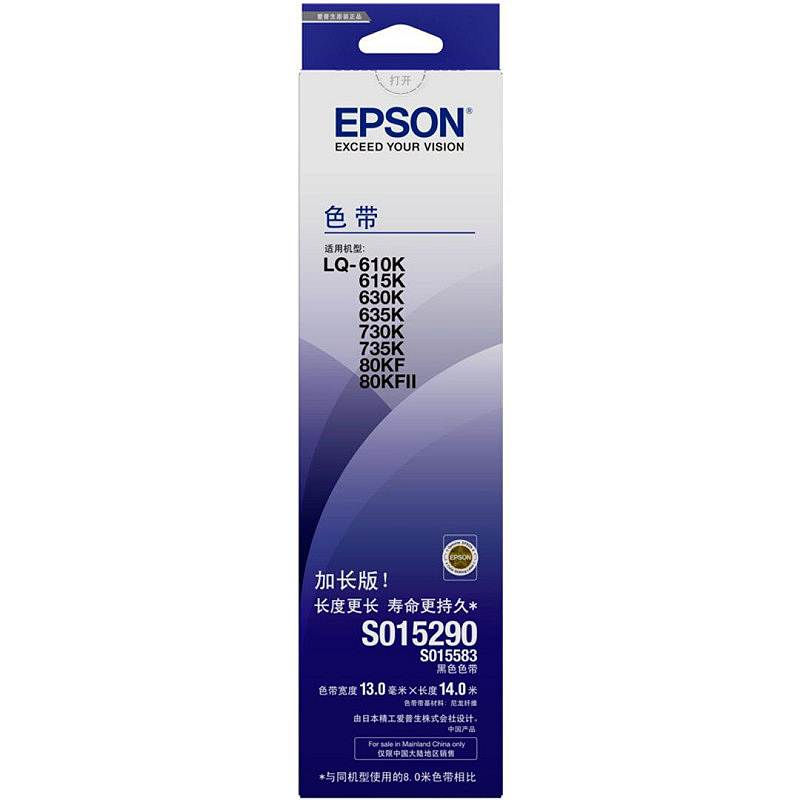 爱普生原装正品
打开
EPSON®
EXCEED YOUR VISION
色带
适用机型:
LQ-610K
615K
630K
635K
730K
735K
80KF
80KFII
EPSON
加长版!
长度更长 寿命更持久*
S015290
S015583
黑色色带
色带宽度13.0毫米×长度14.0米
色带带基材料: 尼龙纤维
由日本精工爱普生株式会社设计。
中国产品
For sale in Mainland China only
仅限中国大陆地区销售
*与同机型使用的8.0米色带相比